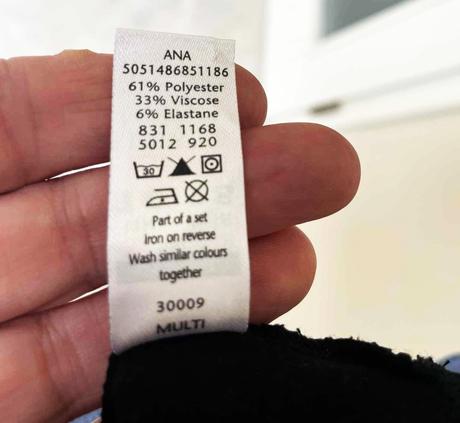 ANA
5051486851186
61% Polyester
33% Viscose
6% Elastane
831 1168
5012 920
30
Part of a set
Iron on reverse
Wash similar colours
together
30009
MULTI